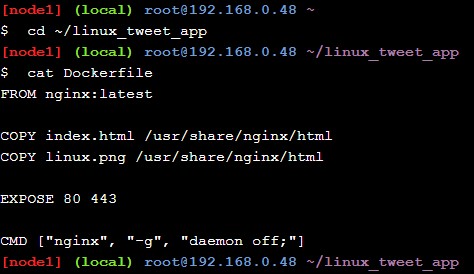 [node1] (local) root@192.168.0.48 ~
$ cd ~/linux_tweet_app
[node1] (local) root@192.168.0.48 ~/linux_tweet_app
$ cat Dockerfile
FROM nginx:latest
COPY index.html /usr/share/nginx/html
COPY linux.png /usr/share/nginx/html
EXPOSE 80 443
CMD ["nginx", "-g", "daemon off;"]
[node1] (local) root@192.168.0.48 ~/linux_tweet_app